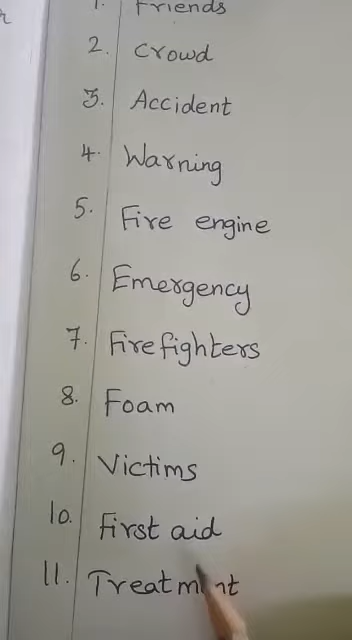 1. Friends
2. Crowd
3. Accident
4. Warning
5. Fire engine
6. Emergency
7. Firefighters
8. Foam
9. Victims
10. First aid
11. Treatment